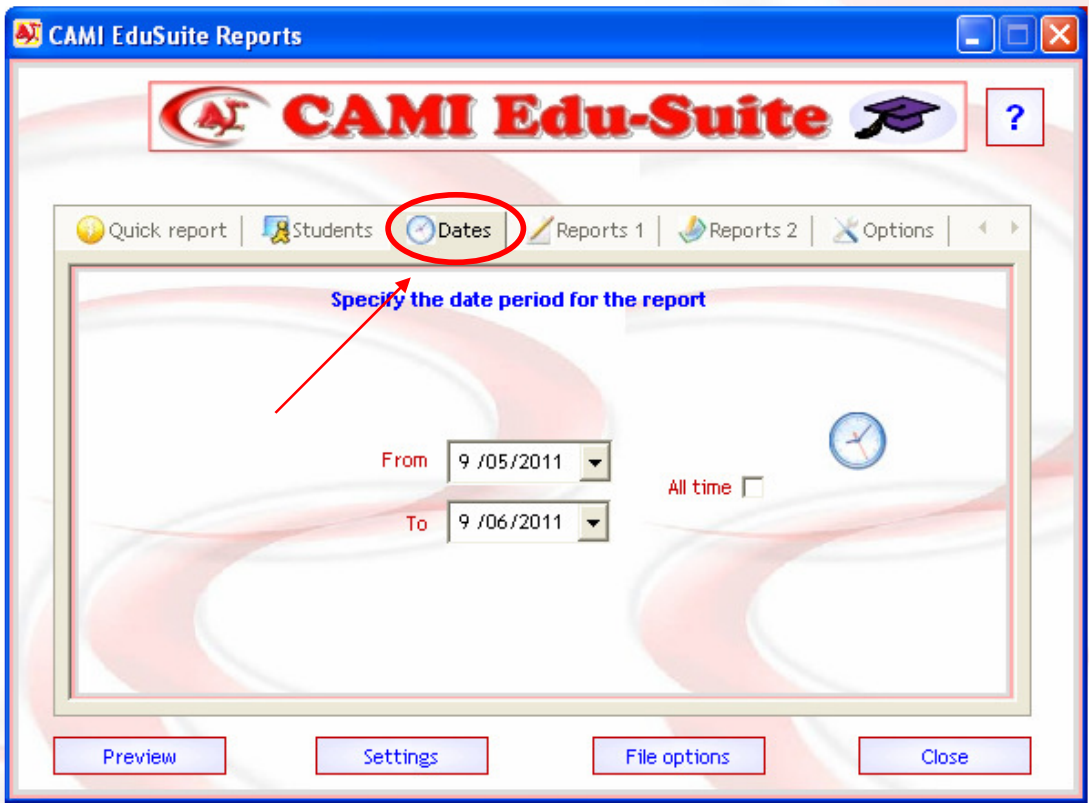 CAMI EduSuite Reports
CAMI Edu-Suite
?
Quick report
Students
Dates
Reports 1
Reports 2
Options
Specify the date period for the report
From 9 /05/2011
All time
To 9 /06/2011
Preview
Settings
File options
Close